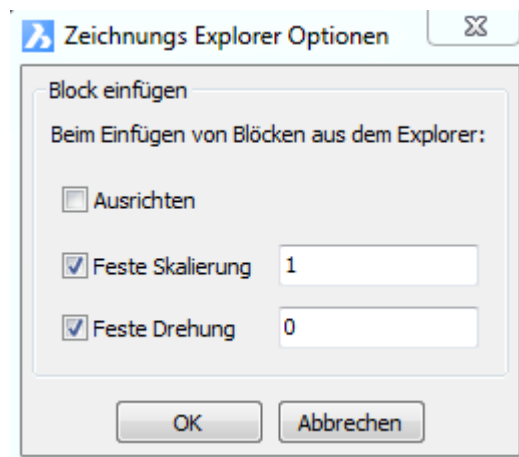 Zeichnungs Explorer Optionen
Block einfügen
Beim Einfügen von Blöcken aus dem Explorer:
Ausrichten
Feste Skalierung 1
Feste Drehung 0
OK Abbrechen